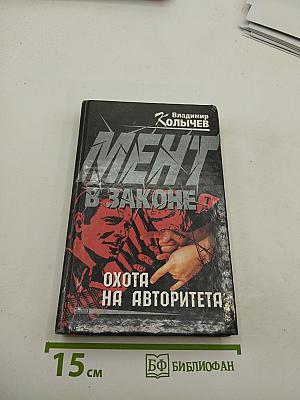 Владимир
КОЛЫЧЕВ
МЕНТ
В ЗАКОНЕ
ОХОТА
НА АВТОРИТЕТА
15 см
БФ БИБЛИОФАН